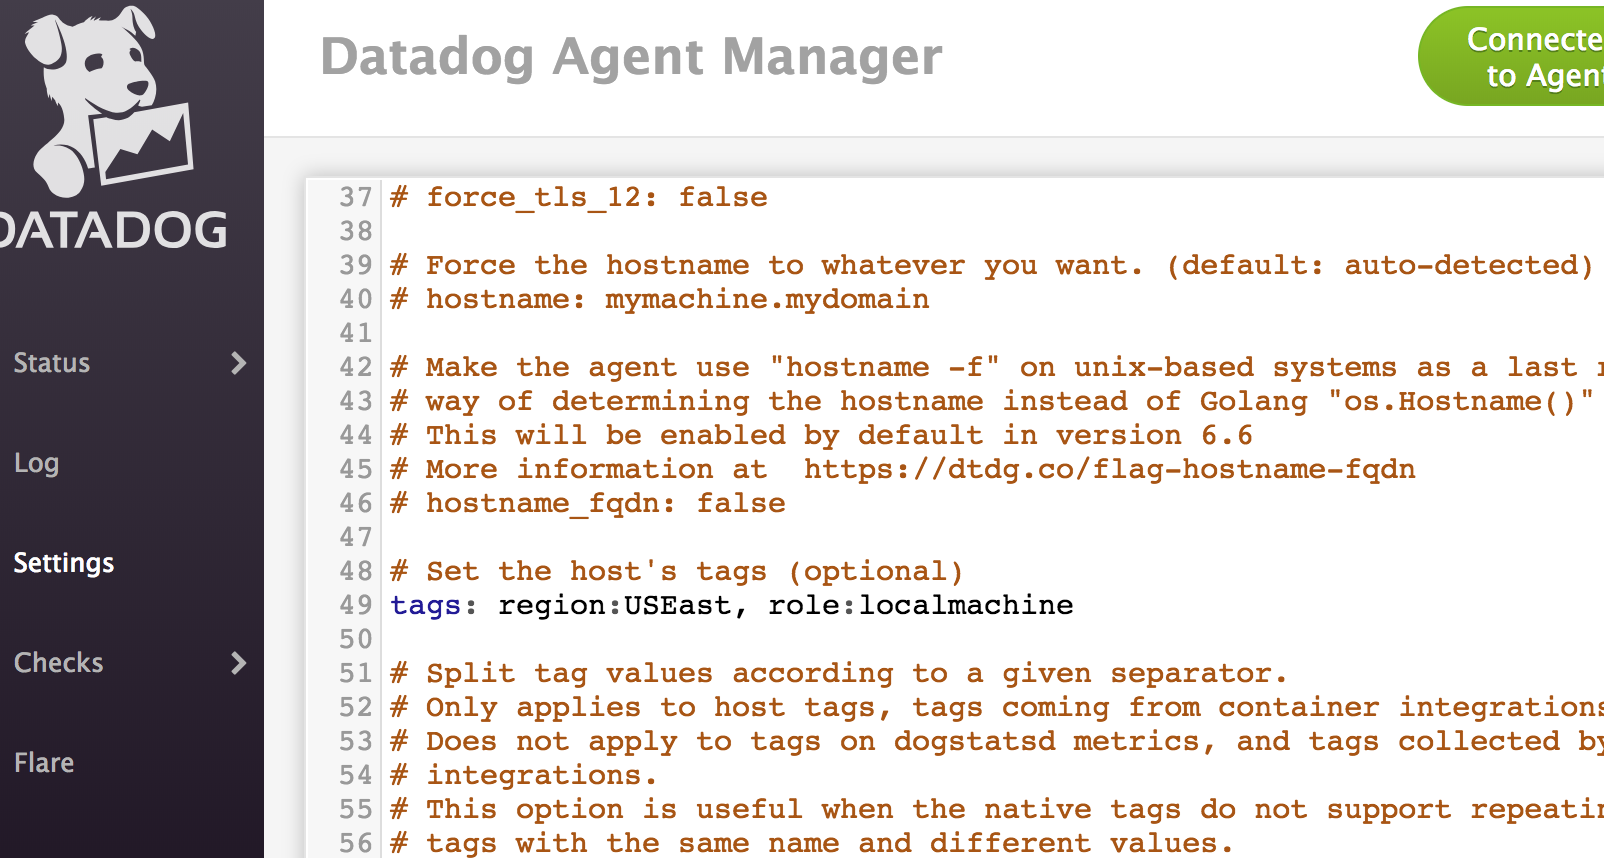 DATADOG
Datadog Agent Manager
to Agent
Status
Log
Settings
Checks
Flare
37 # force_tls_12: false
38
39 # Force the hostname to whatever you want. (default: auto-detected)
40 # hostname: mymachine.mydomain
41
42 # Make the agent use "hostname -f" on unix-based systems as a last
43 # way of determining the hostname instead of Golang "os.Hostname()"
44 # This will be enabled by default in version 6.6
45 # More information at  https://dtdg.co/flag-hostname-fqdn
46 # hostname_fqdn: false
47
48 # Set the host's tags (optional)
49 tags: region:USEast, role:localmachine
50
51 # Split tag values according to a given separator.
52 # Only applies to host tags, tags coming from container integrations
53 # Does not apply to tags on dogstatsd metrics, and tags collected by
54 # integrations.
55 # This option is useful when the native tags do not support
56 # tags with the same name and different values.